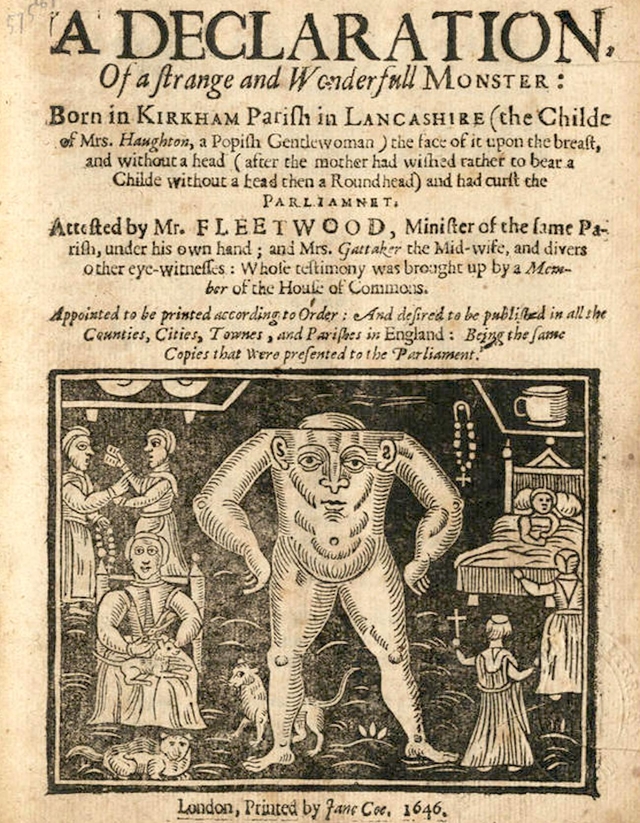 A DECLARATION,
Of a ſtrange and Wonderfull MONSTER:
Born in KIRKHAM Pariſh in LANCASHIRE (the Childe
of Mrs. Haughton, a Popiſh Gentlewoman) the face of it upon the breaſt,
and without a head (after the mother had wiſhed rather to bear a
Childe without a head then a Roundhead) and had curſt the
PARLIAMNET.
Atteſted by Mr. FLEETWOOD, Miniſter of the ſame Pa-
riſh, under his own hand; and Mrs. Gattaker the Mid-wife, and divers
other eye-witneſſes: Whoſe teſtimony was brought up by a Mem-
ber of the Houſe of Commons.
Appointed to be printed according to Order: And deſired to be publiſhed in all the
Counties, Cities, Townes, and Pariſhes in England: Being the ſame
Copies that were preſented to the Parliament.
London, Printed by Jane Coe. 1646.